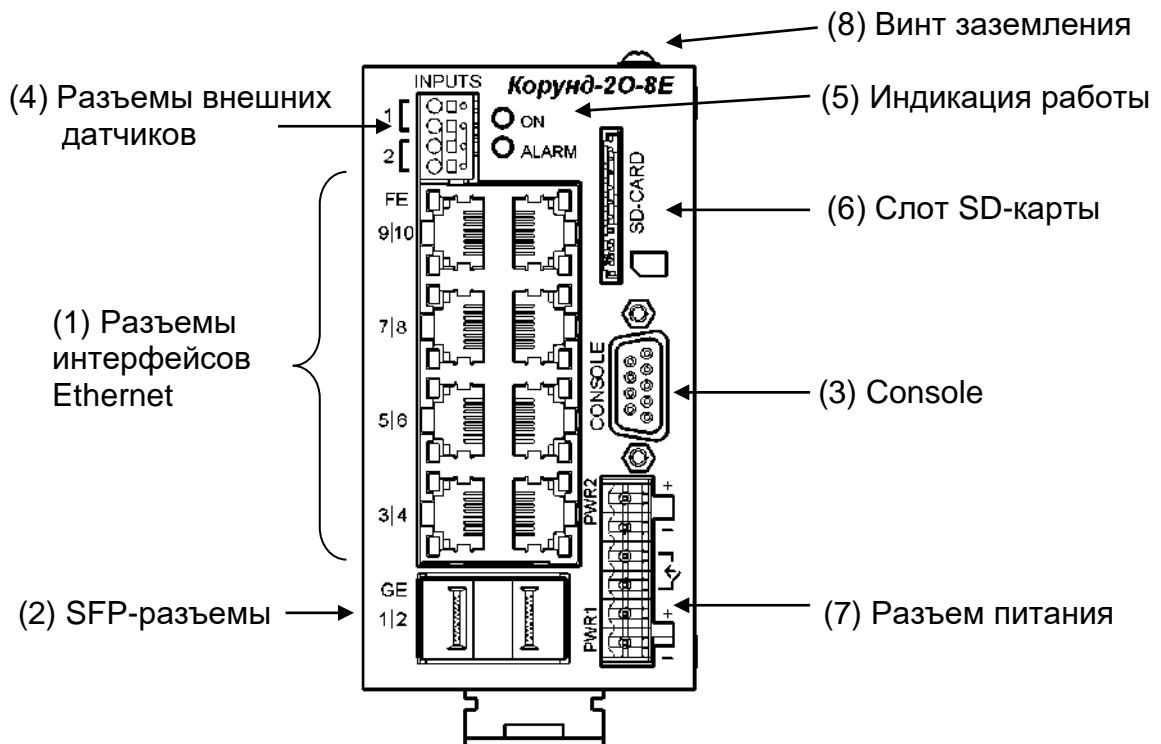 (8) Винт заземления
INPUTS
Корунд-2О-8Е
(4) Разъемы внешних
датчиков
1
2
ON
ALARM
(5) Индикация работы
SD-CARD
(6) Слот SD-карты
FE
9|10
7|8
5|6
3|4
(1) Разъемы
интерфейсов
Ethernet
CONSOLE
(3) Console
PWR2
+
−
PWR1
+
−
(7) Разъем питания
GE
1|2
(2) SFP-разъемы